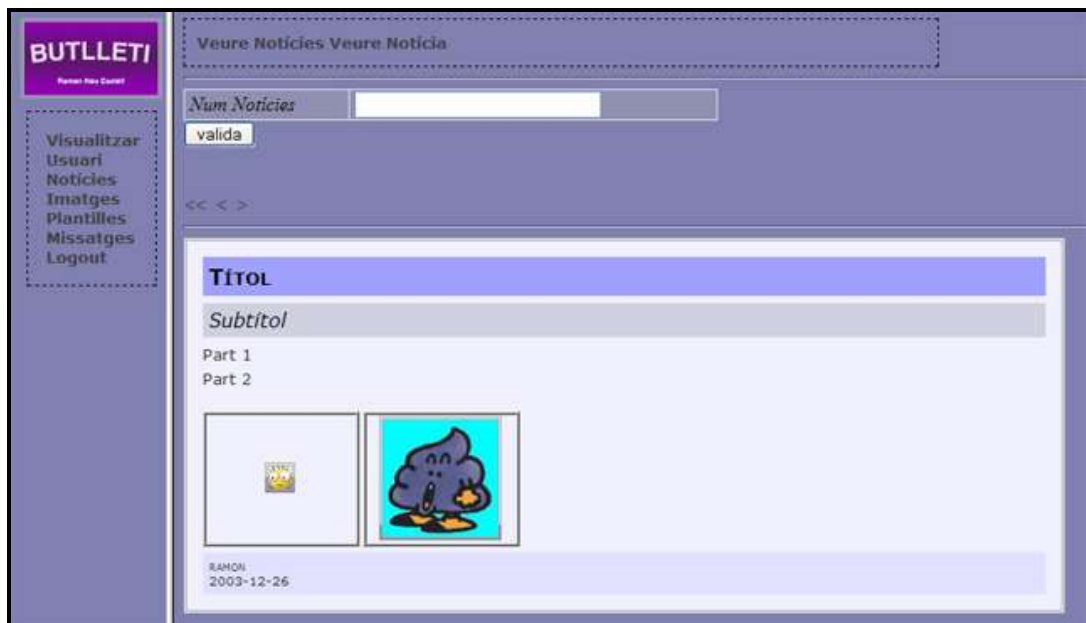 BUTLLETI
Visualitzar
Usuari
Notícies
Imatges
Plantilles
Missatges
Logout
Veure Notícies Veure Notícia
Num Notícies
valida
<< < >
Títol
Subtítol
Part 1
Part 2
RAMON
2003-12-26